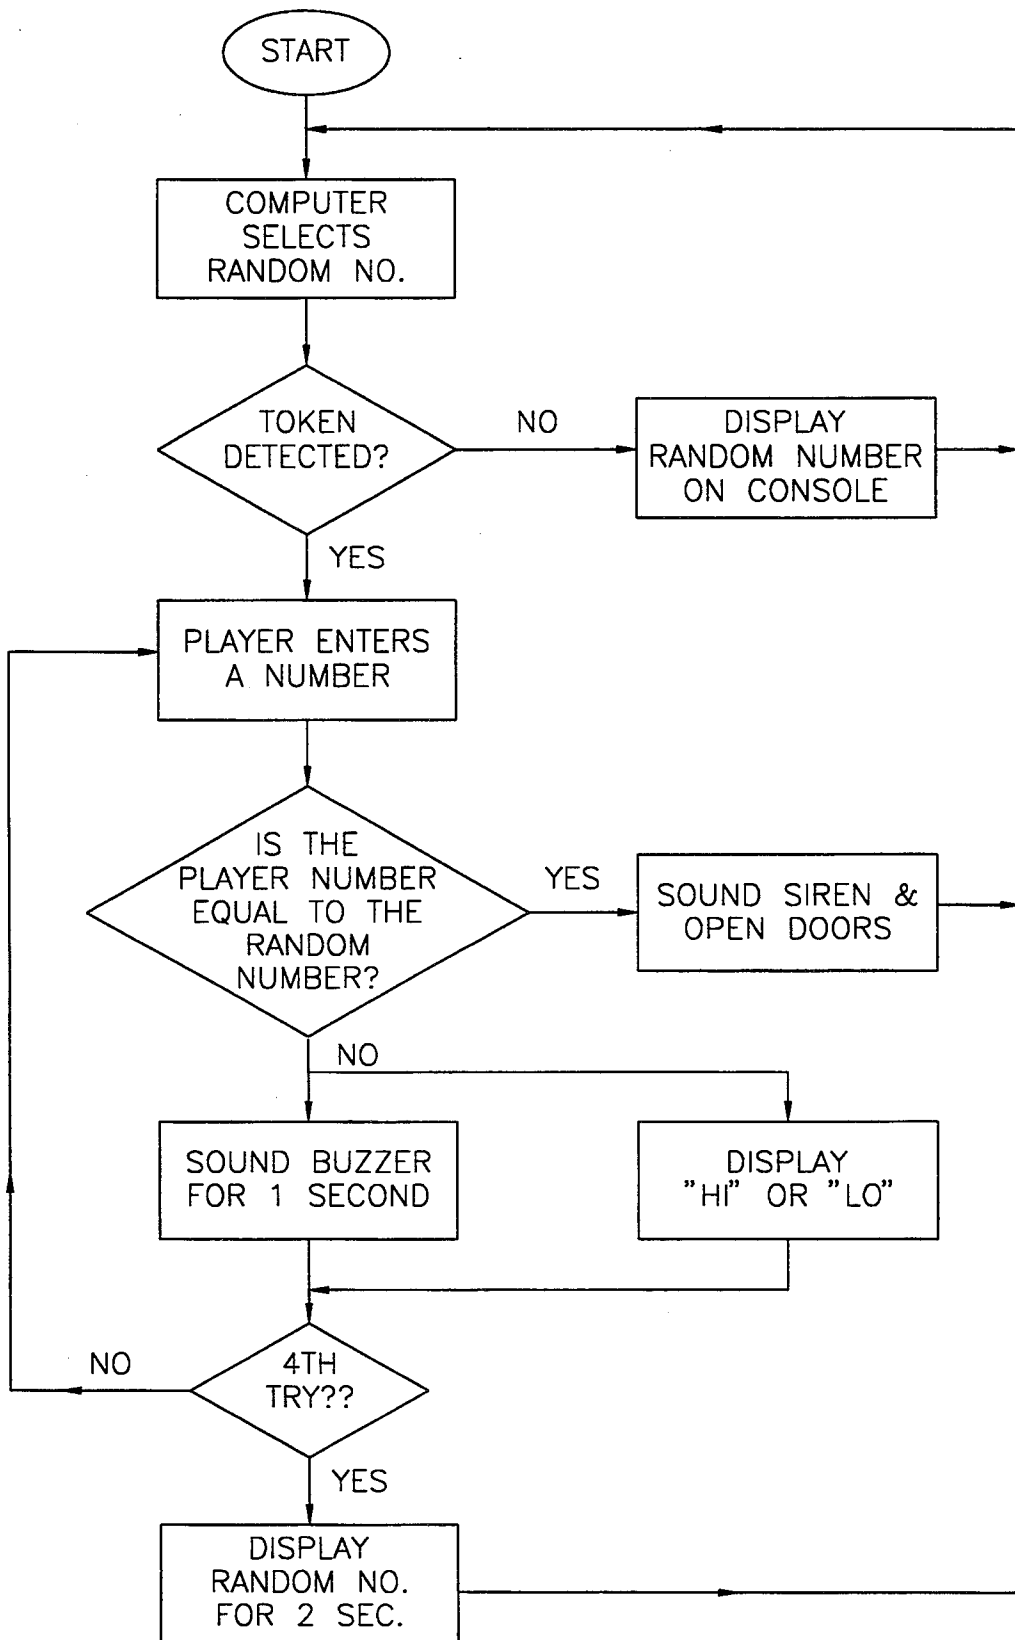 START
COMPUTER
SELECTS
RANDOM NO.
TOKEN
DETECTED?
NO
DISPLAY
RANDOM NUMBER
ON CONSOLE
YES
PLAYER ENTERS
A NUMBER
IS THE
PLAYER NUMBER
EQUAL TO THE
RANDOM
NUMBER?
YES
SOUND SIREN &
OPEN DOORS
NO
SOUND BUZZER
FOR 1 SECOND
DISPLAY
"HI" OR "LO"
4TH
TRY??
NO
YES
DISPLAY
RANDOM NO.
FOR 2 SEC.